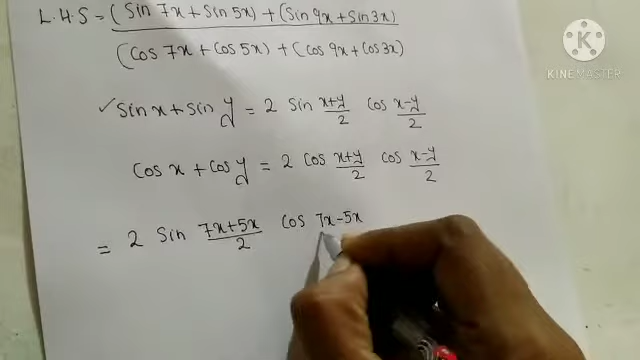 L.H.S = (Sin 7x + Sin 5x) + (Sin 9x + Sin 3x)
(Cos 7x + Cos 5x) + (Cos 9x + Cos 3x)
KINEMASTER
✓ Sin x + Sin y = 2 Sin x+y/2 Cos x-y/2
Cos x + Cos y = 2 Cos x+y/2 Cos x-y/2
= 2 Sin 7x+5x/2 Cos 7x-5x